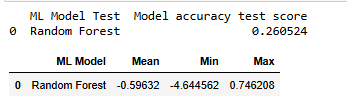 ML Model Test Model accuracy test score
0 Random Forest 0.260524
ML Model Mean Min Max
0 Random Forest -0.59632 -4.644562 0.746208